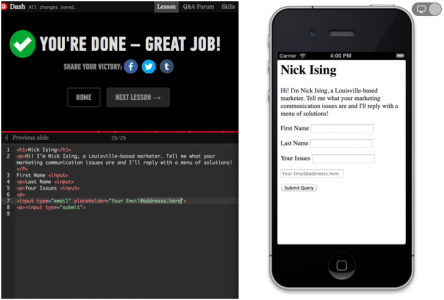 Dash All changes saved. Lesson Q&A Forum Skills
YOU'RE DONE – GREAT JOB!
SHARE YOUR VICTORY:
HOME
NEXT LESSON →
Previous slide 29/29
1 <h1>Nick Ising</h1>
2 <p>Hi! I'm Nick Ising, a Louisville-based marketer. Tell me what your
marketing communication issues are and I'll reply with a menu of solutions!
</p>
3 First Name <input>
4 <p>Last Name <input>
5 <p>Your Issues <input>
6 <p>
7 <input type="email" placeholder="Your Email@addreess.here">
8 <p><input type="submit">
9
Carrier 4:00 PM
Nick Ising
Hi! I'm Nick Ising, a Louisville-based
marketer. Tell me what your marketing
communication issues are and I'll reply with a
menu of solutions!
First Name
Last Name
Your Issues
Your Email@addreess.here
Submit Query